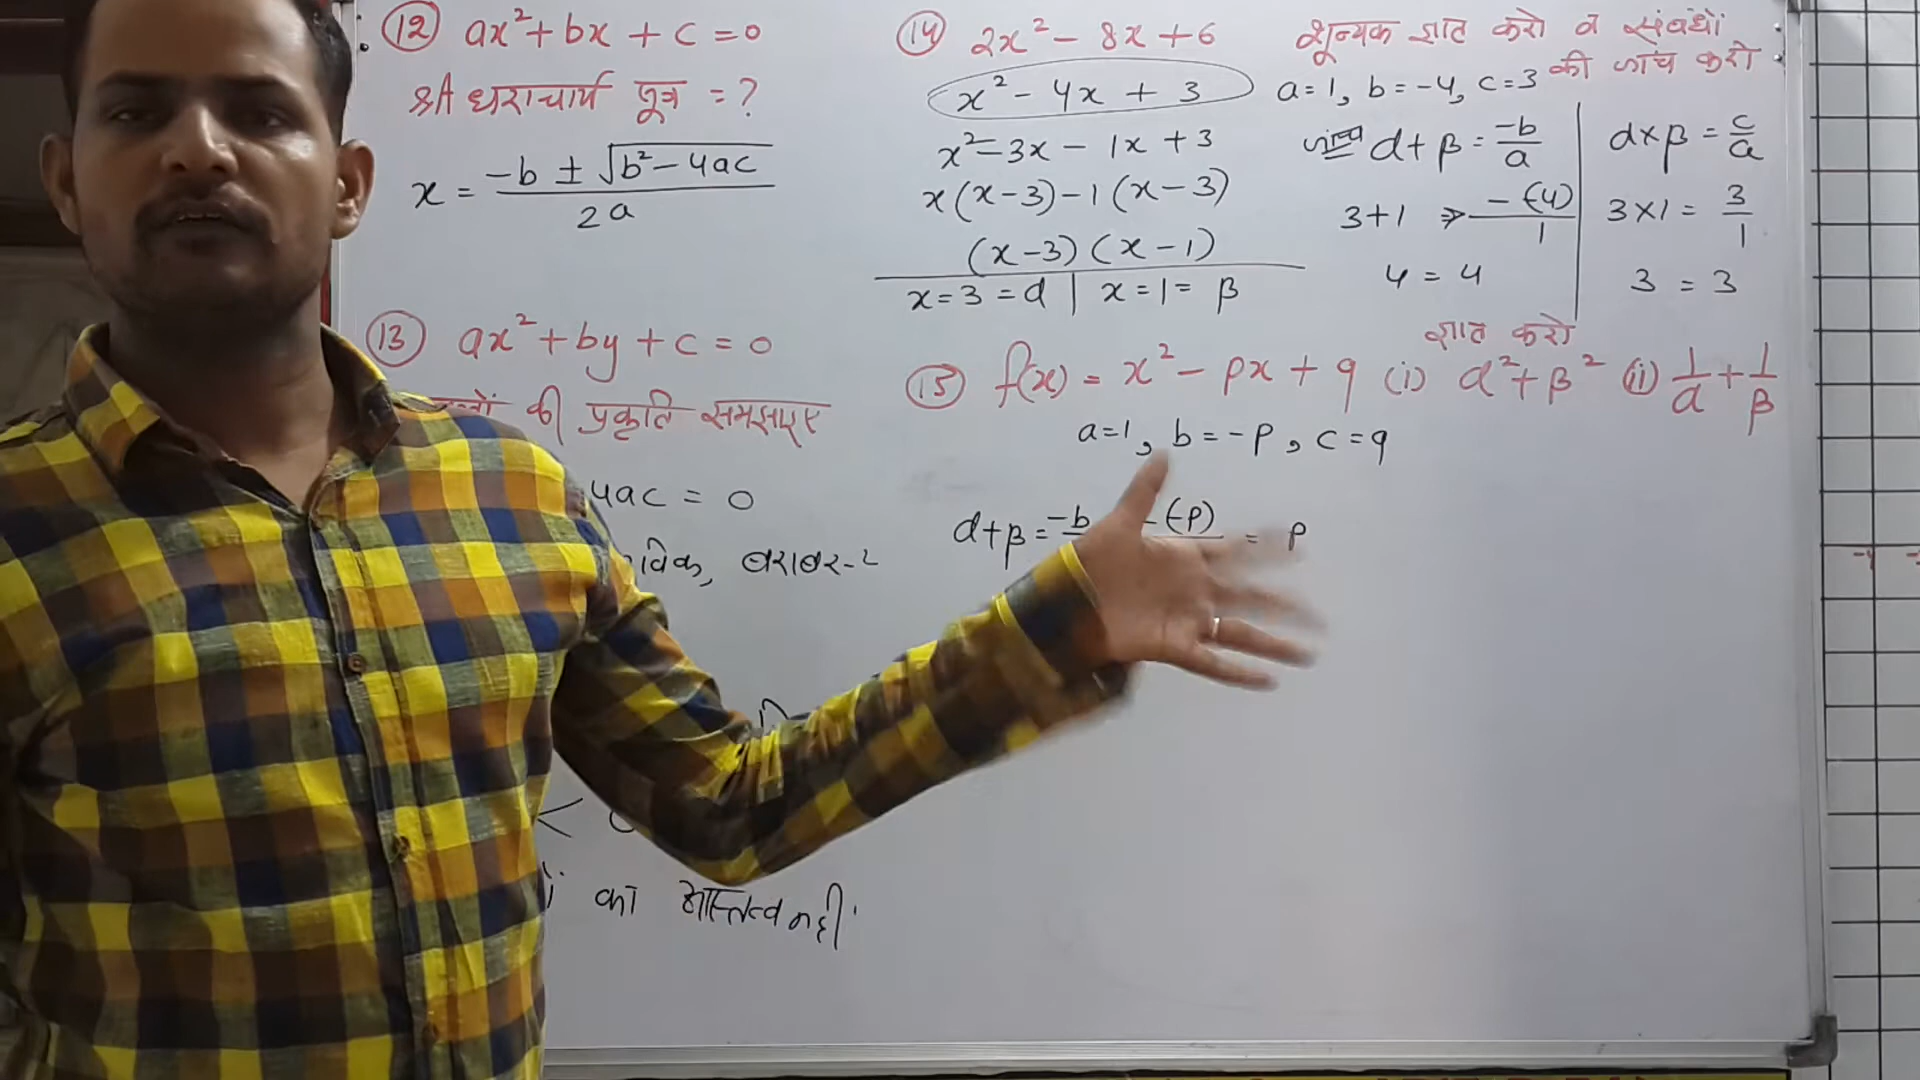 (12) ax² + bx + c = 0
श्रीधराचार्य सूत्र = ?
x = -b ± √b² - 4ac / 2a
(13) ax² + by + c = 0
की प्रकृति समझाइए
4ac = 0
विक, बराबर-२
< 0
का अस्तित्व नहीं
(14) 2x² - 8x + 6 शून्यक ज्ञात करो व संबंधों की जांच करो
x² - 4x + 3 a=1, b=-4, c=3
x² - 3x - 1x + 3
x(x-3) - 1(x-3)
(x-3)(x-1)
x=3=α | x=1=β
जांच α+β = -b/a
3+1 ⇒ -(-4)/1
4 = 4
α×β = c/a
3×1 = 3/1
3 = 3
ज्ञात करो
(15) f(x) = x² - px + q (i) α² + β² (ii) 1/α + 1/β
a=1, b=-p, c=q
α+β = -b -(-p) = p